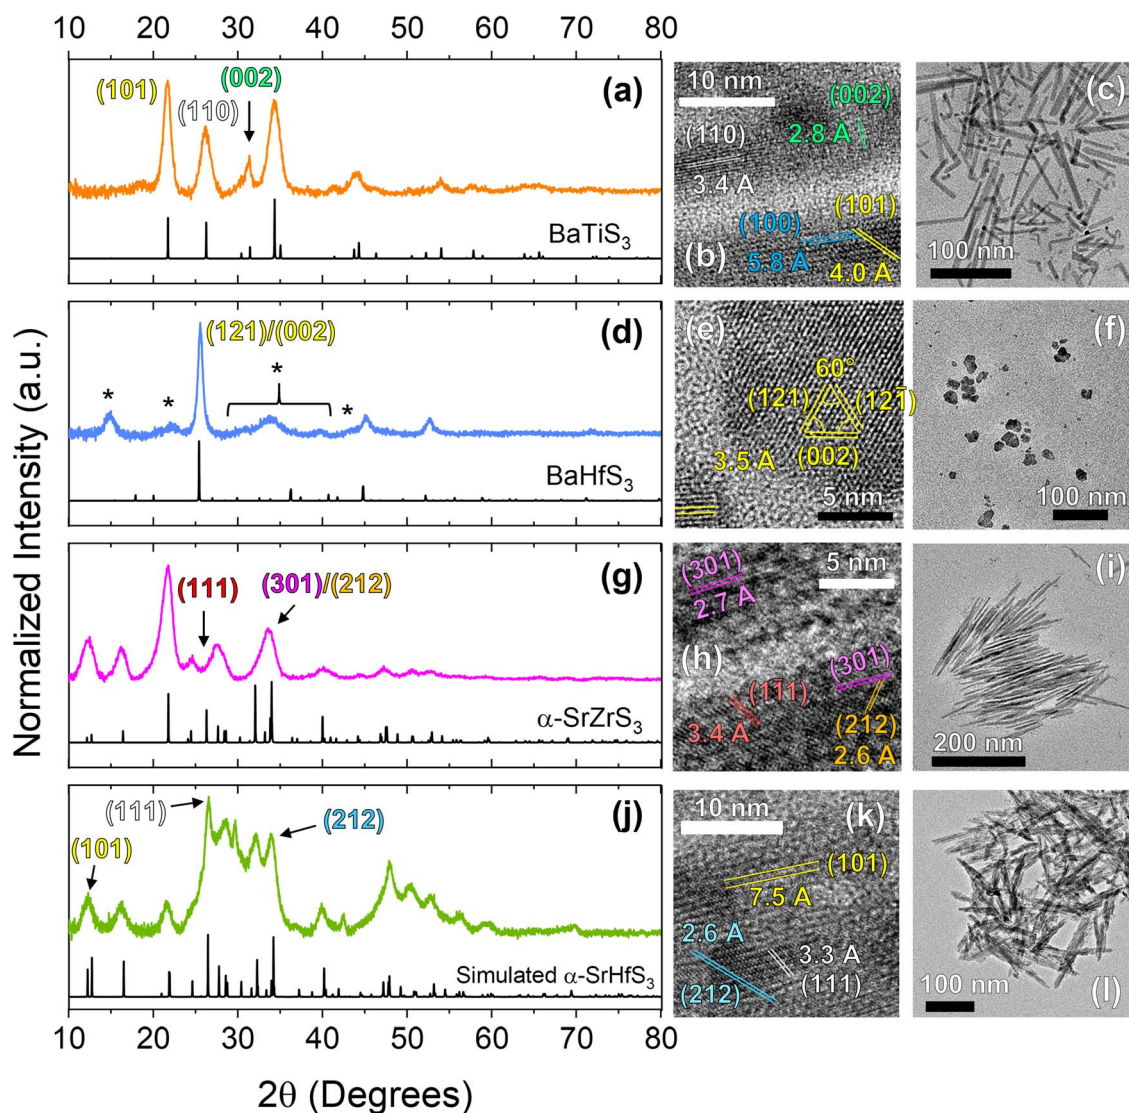 10 20 30 40 50 60 70 80
Normalized Intensity (a.u.)
(101)
(110)
(002)
(a)
BaTiS3
10 nm
(002)
2.8 A
(110)
3.4 A
(101)
(100)
5.8 A
4.0 A
(b)
(c)
100 nm
(121)/(002)
(d)
*
*
*
*
BaHfS3
(e)
60°
(121)
(121̄)
(002)
3.5 A
5 nm
(f)
100 nm
(g)
(111)
(301)/(212)
α-SrZrS3
(301)
2.7 A
5 nm
(h)
(301)
(11̄1)
3.4 A
(212)
2.6 A
(i)
200 nm
(j)
(111)
(212)
(101)
Simulated α-SrHfS3
10 nm
(k)
(101)
7.5 A
2.6 A
3.3 A
(111)
(212)
(l)
100 nm
10 20 30 40 50 60 70 80
2θ (Degrees)